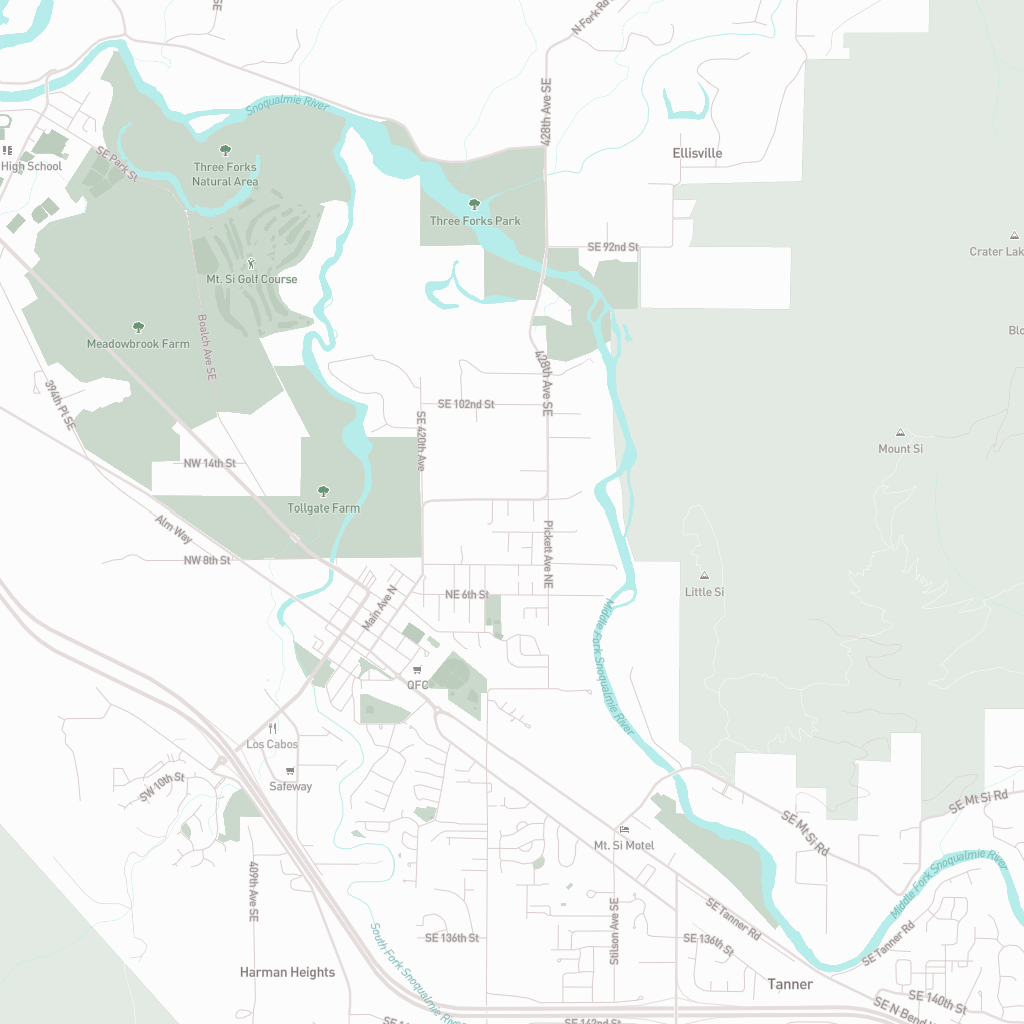 SE
N Fork Rd
428th Ave SE
Snoqualmie River
High School
SE Park St
Three Forks
Natural Area
Ellisville
Three Forks Park
SE 92nd St
Crater Lak
Mt. Si Golf Course
Meadowbrook Farm
Boalch Ave SE
Blo
394th Pl SE
428th Ave SE
SE 102nd St
SE 420th Ave
Mount Si
NW 14th St
Tollgate Farm
Alm Way
NW 8th St
Pickett Ave NE
Little Si
Main Ave N
NE 6th St
Middle Fork Snoqualmie River
QFC
Los Cabos
Safeway
SW 10th St
SE Mt Si Rd
SE Mt Si Rd
Mt. Si Motel
409th Ave SE
Middle Fork Snoqualmie River
SE Tanner Rd
Stilson Ave SE
SE 136th St
SE 136th St
SE Tanner Rd
South Fork Snoqualmie River
Harman Heights
Tanner
SE 140th St
SE N Bend
SE 142nd St